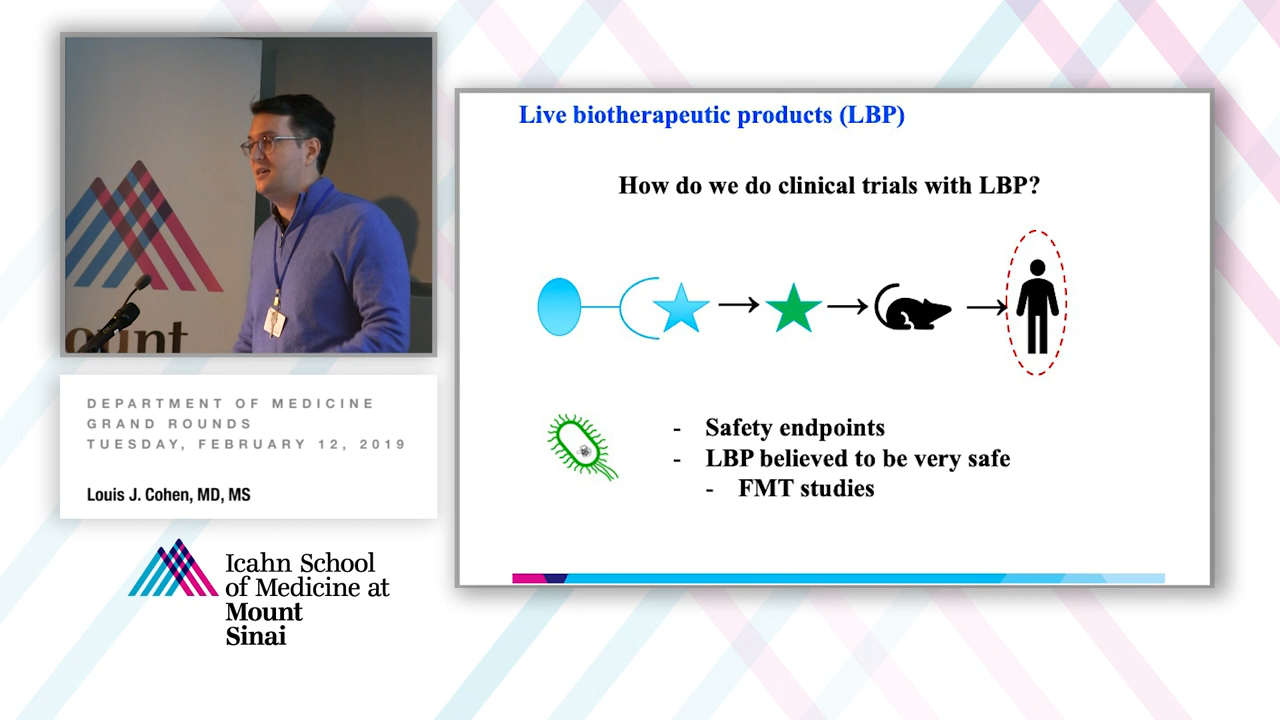 ount
DEPARTMENT OF MEDICINE
GRAND ROUNDS
TUESDAY, FEBRUARY 12, 2019
Louis J. Cohen, MD, MS
Icahn School
of Medicine at
Mount
Sinai
Live biotherapeutic products (LBP)
How do we do clinical trials with LBP?
- Safety endpoints
- LBP believed to be very safe
- FMT studies